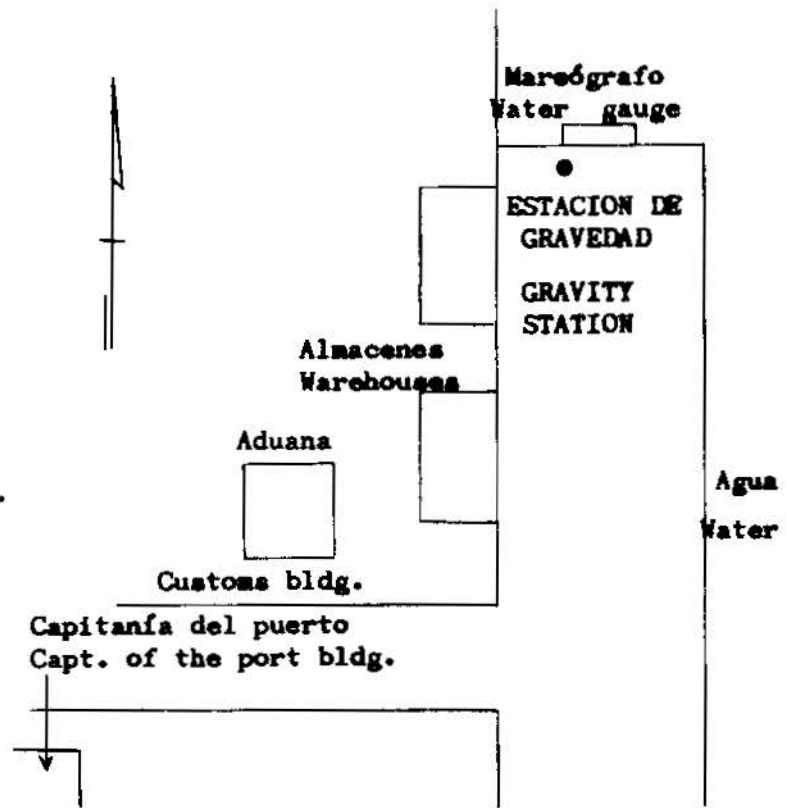 Mareógrafo
Water gauge
ESTACION DE
GRAVEDAD
GRAVITY
STATION
Almacenes
Warehouses
Aduana
Agua
Water
Customs bldg.
Capitanía del puerto
Capt. of the port bldg.